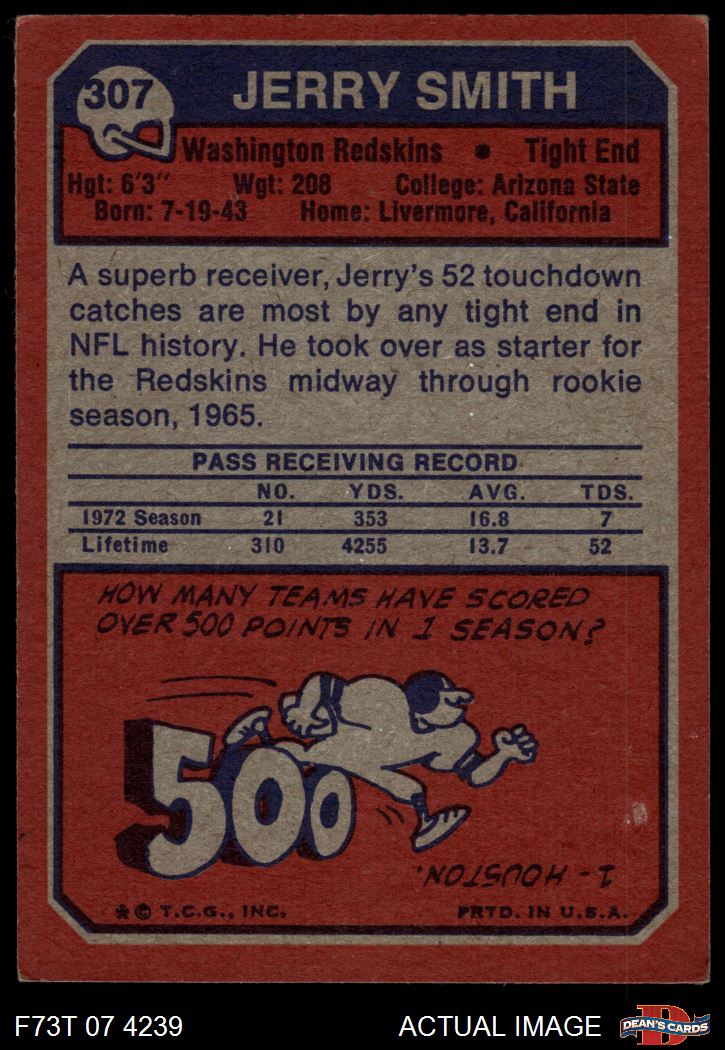 307
JERRY SMITH
Washington Redskins • Tight End
Hgt: 6'3" Wgt: 208 College: Arizona State
Born: 7-19-43 Home: Livermore, California
A superb receiver, Jerry's 52 touchdown
catches are most by any tight end in
NFL history. He took over as starter for
the Redskins midway through rookie
season, 1965.
PASS RECEIVING RECORD
NO. YDS. AVG. TDS.
1972 Season 21 353 16.8 7
Lifetime 310 4255 13.7 52
HOW MANY TEAMS HAVE SCORED
OVER 500 POINTS IN 1 SEASON?
500
1 - HOUSTON.
* © T.C.G., INC. PRTD. IN U.S.A.
F73T 07 4239 ACTUAL IMAGE
D
DEAN'S CARDS